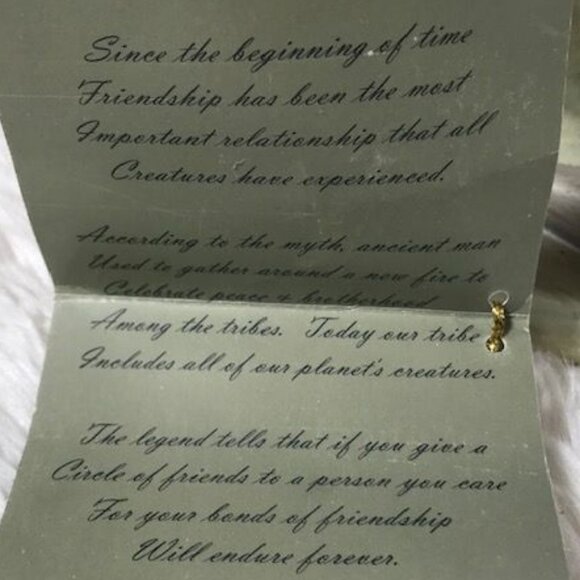 Since the beginning of time
Friendship has been the most
Important relationship that all
Creatures have experienced.
According to the myth, ancient man
Used to gather around a new fire to
Celebrate peace & brotherhood
Among the tribes. Today our tribe
Includes all of our planet's creatures.
The legend tells that if you give a
Circle of friends to a person you care
For your bonds of friendship
Will endure forever.